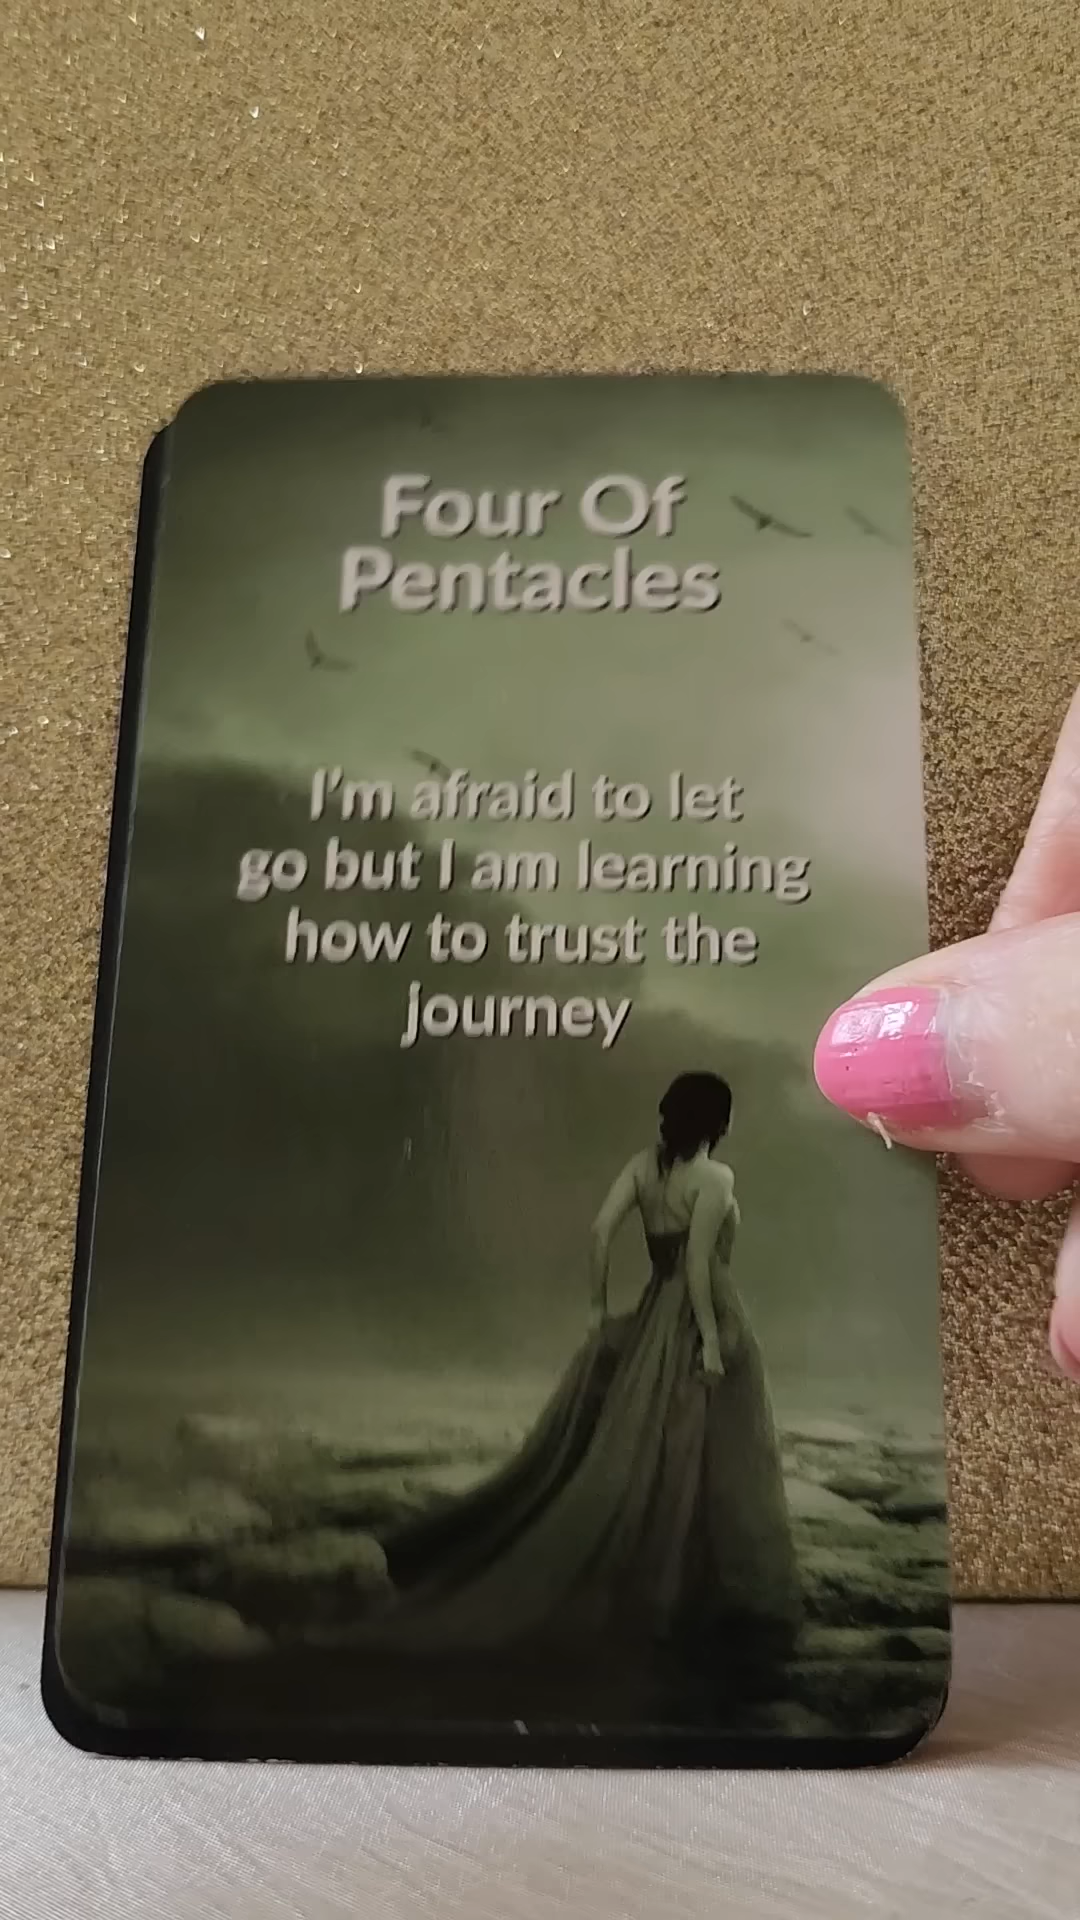 Four Of
Pentacles
I'm afraid to let
go but I am learning
how to trust the
journey